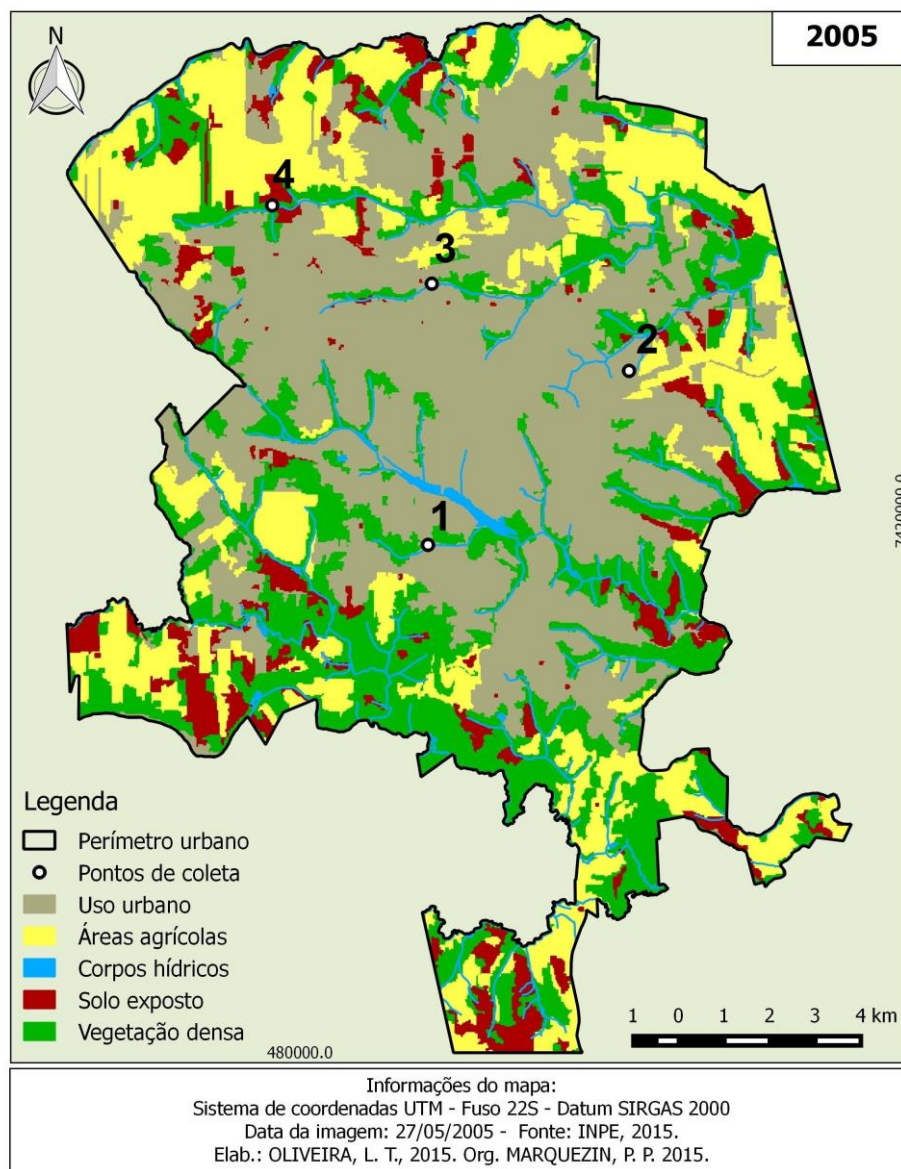 2005
N
4
3
2
1
7420000.0
Legenda
Perímetro urbano
Pontos de coleta
Uso urbano
Áreas agrícolas
Corpos hídricos
Solo exposto
Vegetação densa
1 0 1 2 3 4 km
480000.0
Informações do mapa:
Sistema de coordenadas UTM - Fuso 22S - Datum SIRGAS 2000
Data da imagem: 27/05/2005 - Fonte: INPE, 2015.
Elab.: OLIVEIRA, L. T., 2015. Org. MARQUEZIN, P. P. 2015.